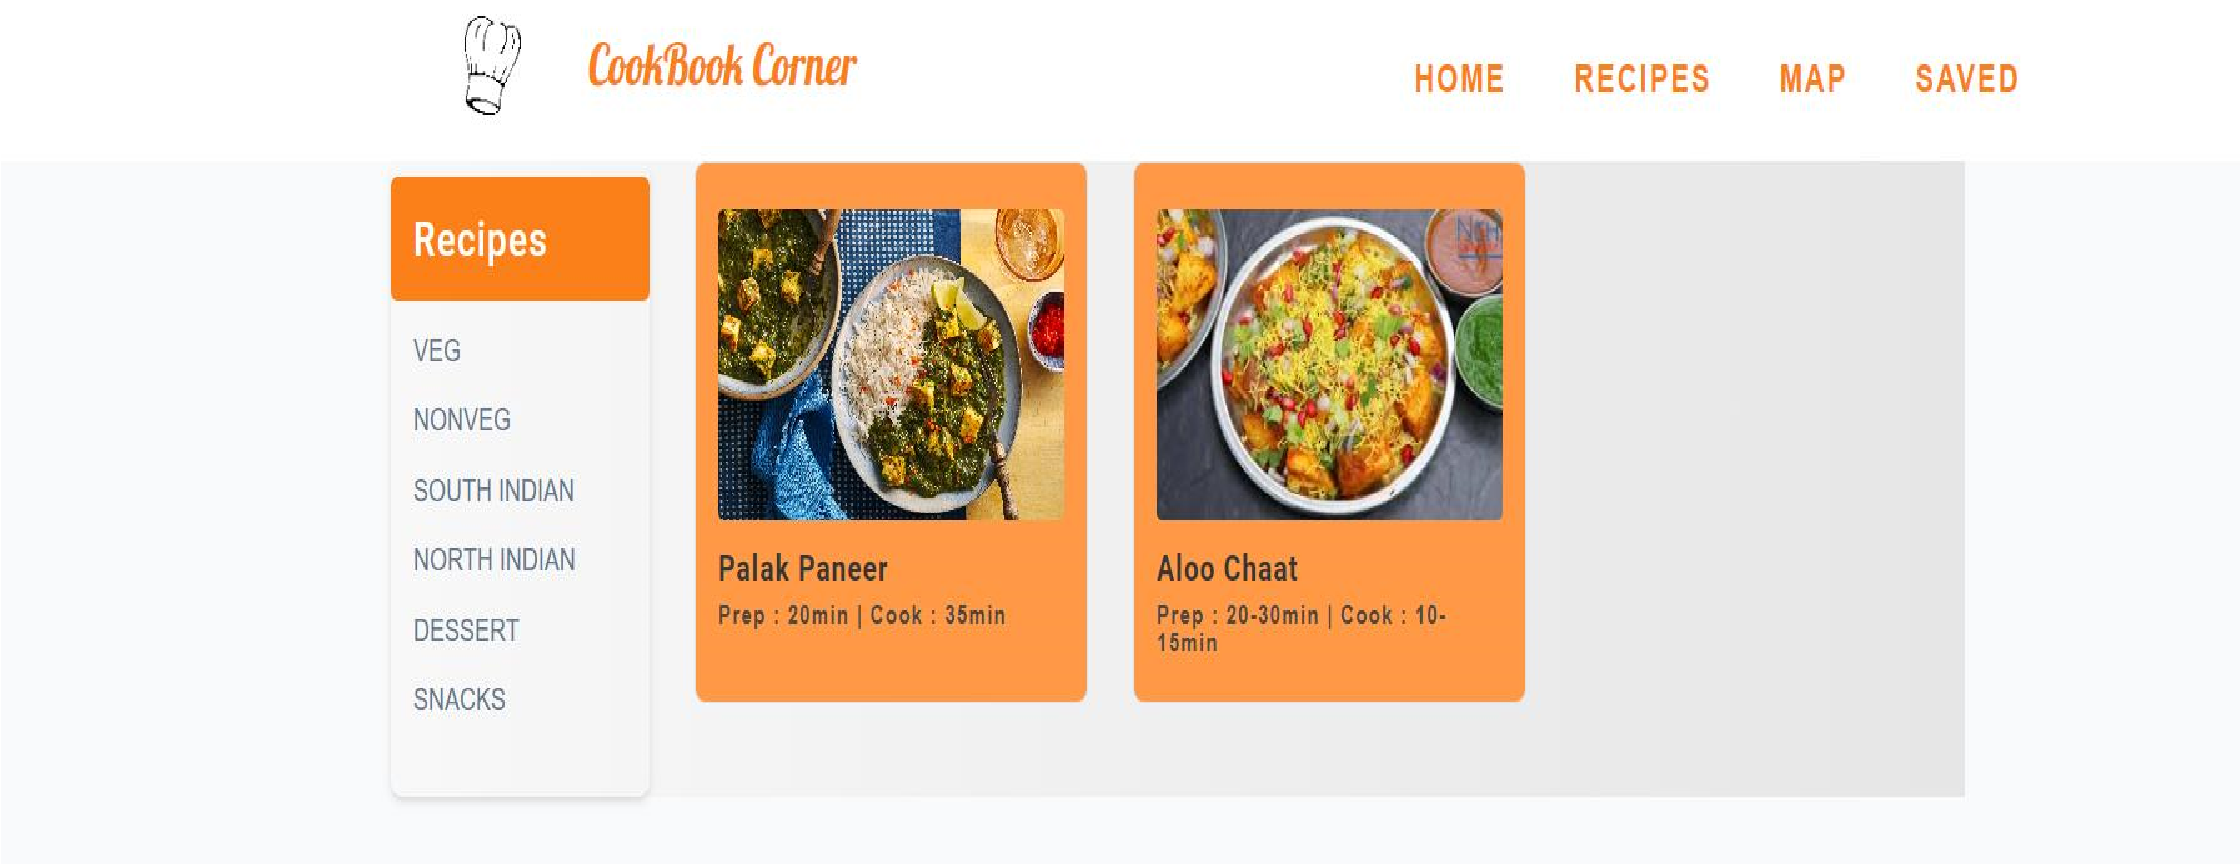 CookBook Corner
HOME RECIPES MAP SAVED
Recipes
VEG
NONVEG
SOUTH INDIAN
NORTH INDIAN
DESSERT
SNACKS
Palak Paneer
Prep : 20min | Cook : 35min
Aloo Chaat
Prep : 20-30min | Cook : 10-
15min